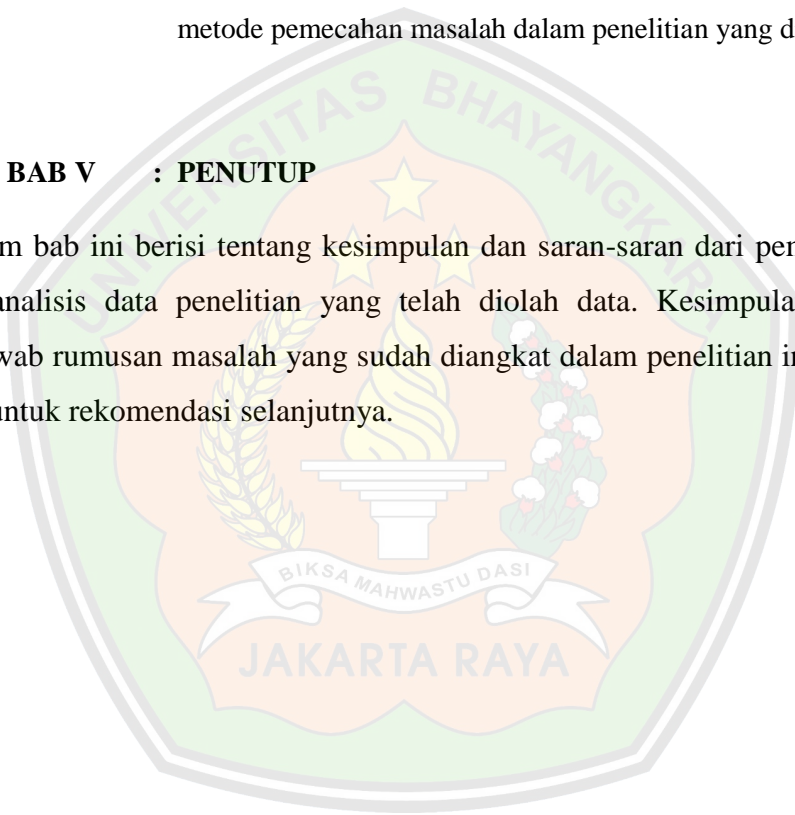 metode pemecahan masalah dalam penelitian yang d
UNIVERSITAS BHAYANGKARA
BAB V : PENUTUP
m bab ini berisi tentang kesimpulan dan saran-saran dari pen
analisis data penelitian yang telah diolah data. Kesimpula
wab rumusan masalah yang sudah diangkat dalam penelitian in
untuk rekomendasi selanjutnya.
BIKSA MAHWASTU DASI
JAKARTA RAYA